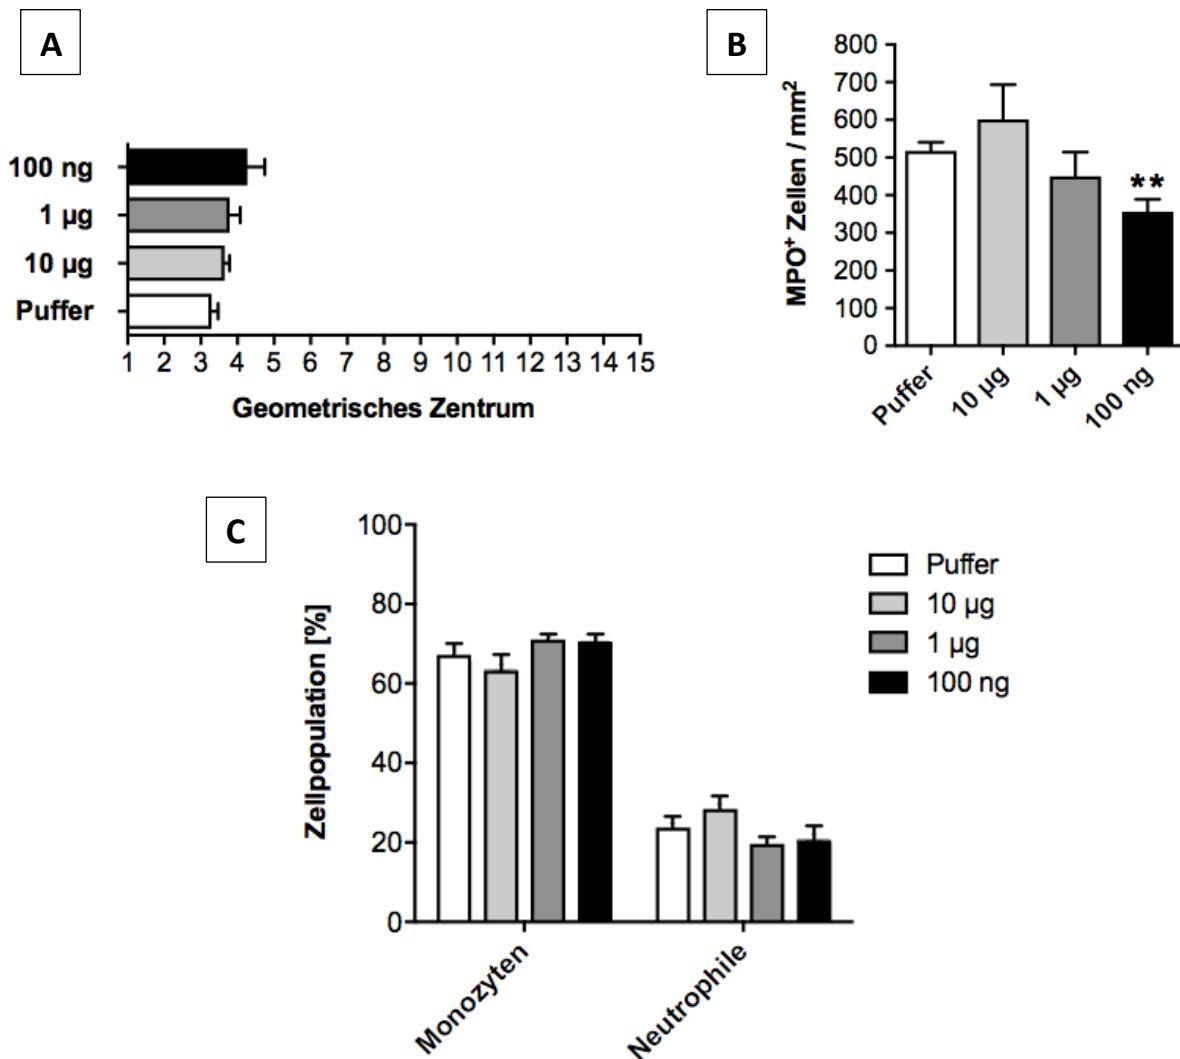 A
100 ng
1 µg
10 µg
Puffer
1 2 3 4 5 6 7 8 9 10 11 12 13 14 15
Geometrisches Zentrum
B
MPO⁺ Zellen / mm²
800
700
600
500
400
300
200
100
0
**
Puffer 10 µg 1 µg 100 ng
C
Zellpopulation [%]
100
80
60
40
20
0
Monozyten Neutrophile
Puffer
10 µg
1 µg
100 ng